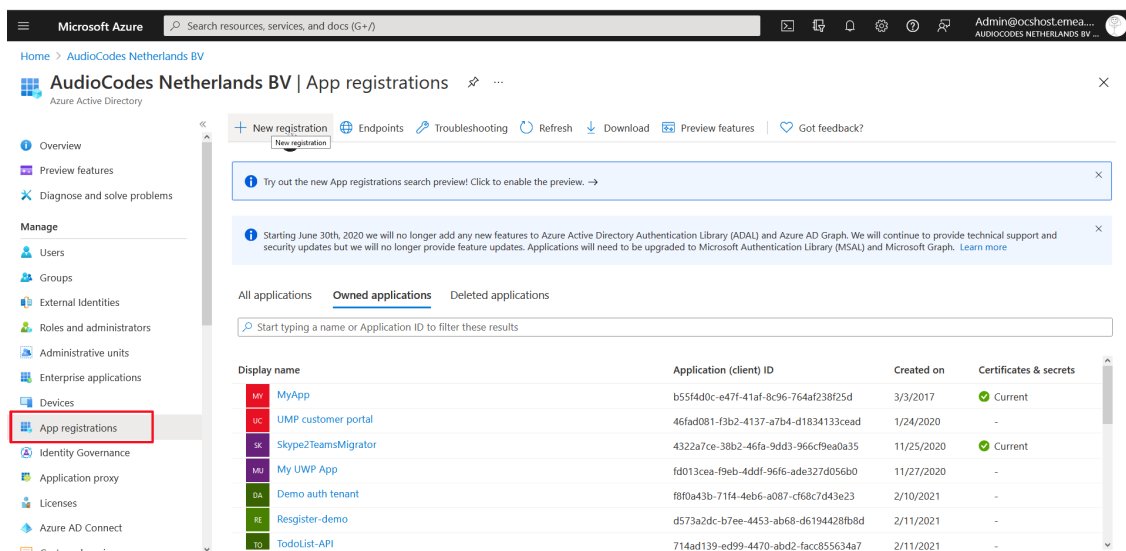 Microsoft Azure
Search resources, services, and docs (G+/)
Admin@ocshost.emea....
AUDIOCODES NETHERLANDS BV ...
Home > AudioCodes Netherlands BV
AudioCodes Netherlands BV | App registrations
Azure Active Directory
New registration Endpoints Troubleshooting Refresh Download Preview features Got feedback?
New registration
Overview
Preview features
Diagnose and solve problems
Manage
Users
Groups
External Identities
Roles and administrators
Administrative units
Enterprise applications
Devices
App registrations
Identity Governance
Application proxy
Licenses
Azure AD Connect
Try out the new App registrations search preview! Click to enable the preview. →
Starting June 30th, 2020 we will no longer add any new features to Azure Active Directory Authentication Library (ADAL) and Azure AD Graph. We will continue to provide technical support and
security updates but we will no longer provide feature updates. Applications will need to be upgraded to Microsoft Authentication Library (MSAL) and Microsoft Graph. Learn more
All applications Owned applications Deleted applications
Start typing a name or Application ID to filter these results
Display name Application (client) ID Created on Certificates & secrets
MY MyApp b55f4d0c-e47f-41af-8c96-764af238f25d 3/3/2017 Current
UC UMP customer portal 46fad081-f3b2-4137-a7b4-d1834133cead 1/24/2020 -
SK Skype2TeamsMigrator 4322a7ce-38b2-46fa-9dd3-966cf9ea0a35 11/25/2020 Current
MU My UWP App fd013cea-f9eb-4ddf-96f6-ade327d056b0 11/27/2020 -
DA Demo auth tenant f8f0a43b-71f4-4eb6-a087-cf68c7d43e23 2/10/2021 -
RE Resgister-demo d573a2dc-b7ee-4453-ab68-d6194428fb8d 2/11/2021 -
TO TodoList-API 714ad139-ed99-4470-abd2-facc855634a7 2/11/2021 -